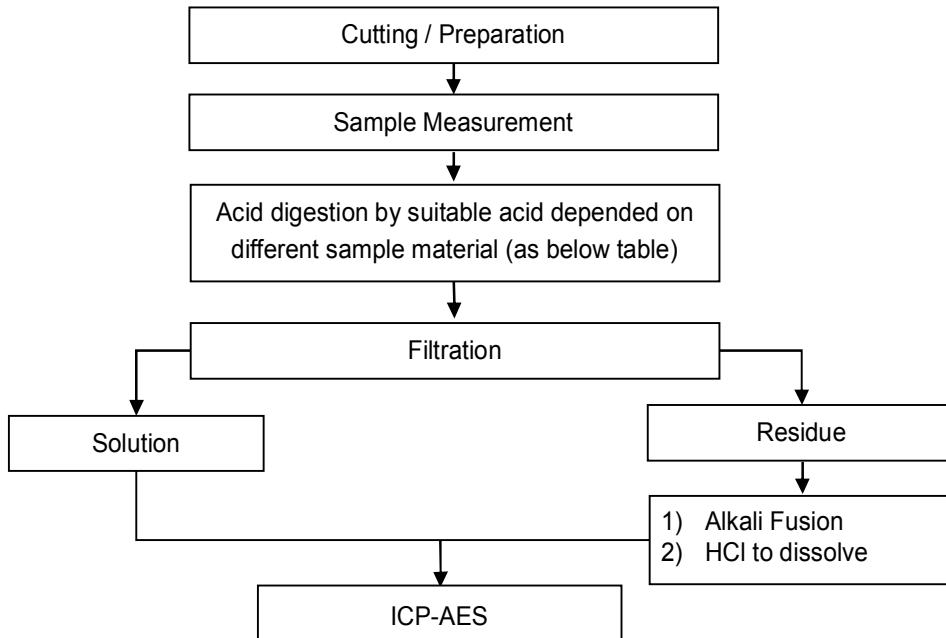 Cutting / Preparation
Sample Measurement
Acid digestion by suitable acid depended on
different sample material (as below table)
Filtration
Solution
Residue
1) Alkali Fusion
2) HCl to dissolve
ICP-AES